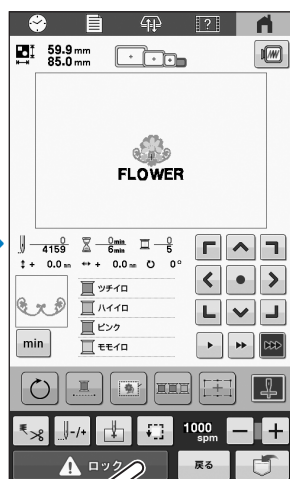 59.9 mm
85.0 mm
FLOWER
0
4159
0min
6min
0
5
+ 0.0 mm
+ 0.0 mm
0°
ツチイロ
ハイイロ
ピンク
モモイロ
min
-/+
1000
spm
− +
ロック
戻る